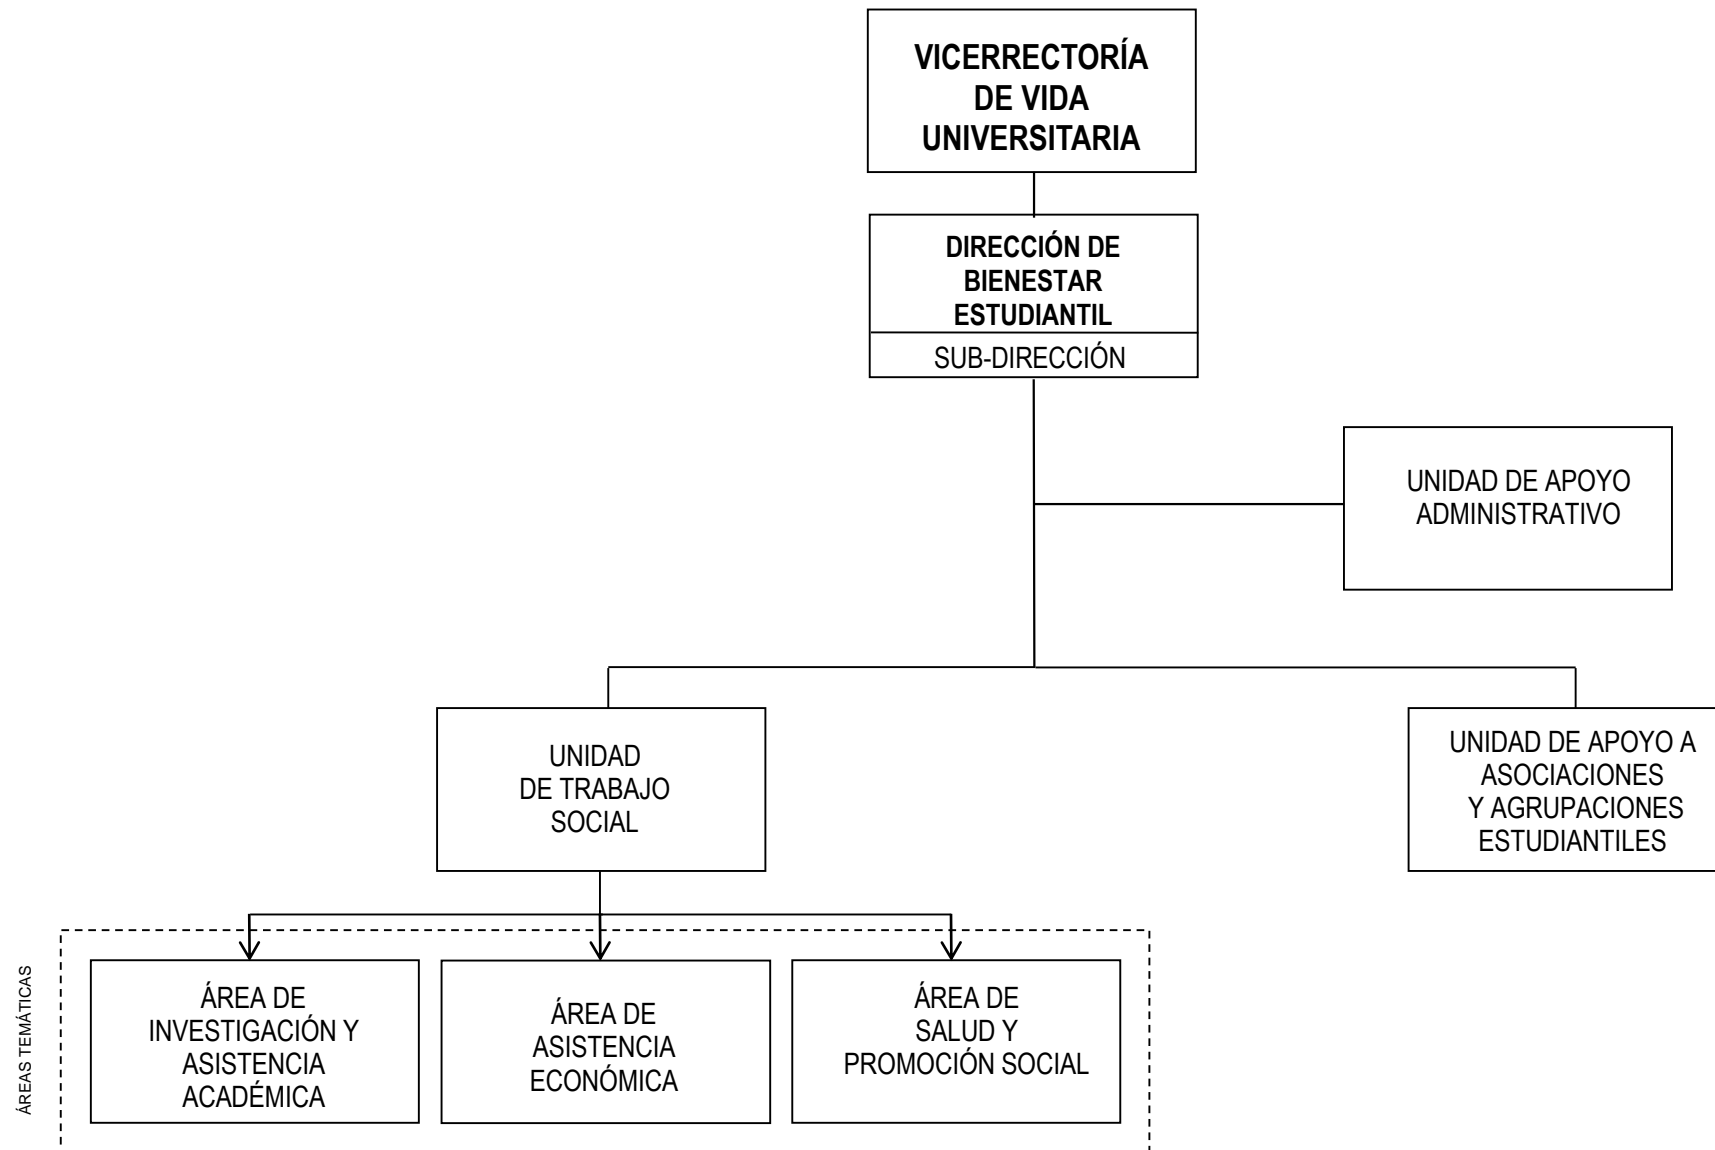 VICERRECTORÍA
DE VIDA
UNIVERSITARIA
DIRECCIÓN DE
BIENESTAR
ESTUDIANTIL
SUB-DIRECCIÓN
UNIDAD DE APOYO
ADMINISTRATIVO
UNIDAD
DE TRABAJO
SOCIAL
UNIDAD DE APOYO A
ASOCIACIONES
Y AGRUPACIONES
ESTUDIANTILES
ÁREAS TEMÁTICAS
ÁREA DE
INVESTIGACIÓN Y
ASISTENCIA
ACADÉMICA
ÁREA DE
ASISTENCIA
ECONÓMICA
ÁREA DE
SALUD Y
PROMOCIÓN SOCIAL